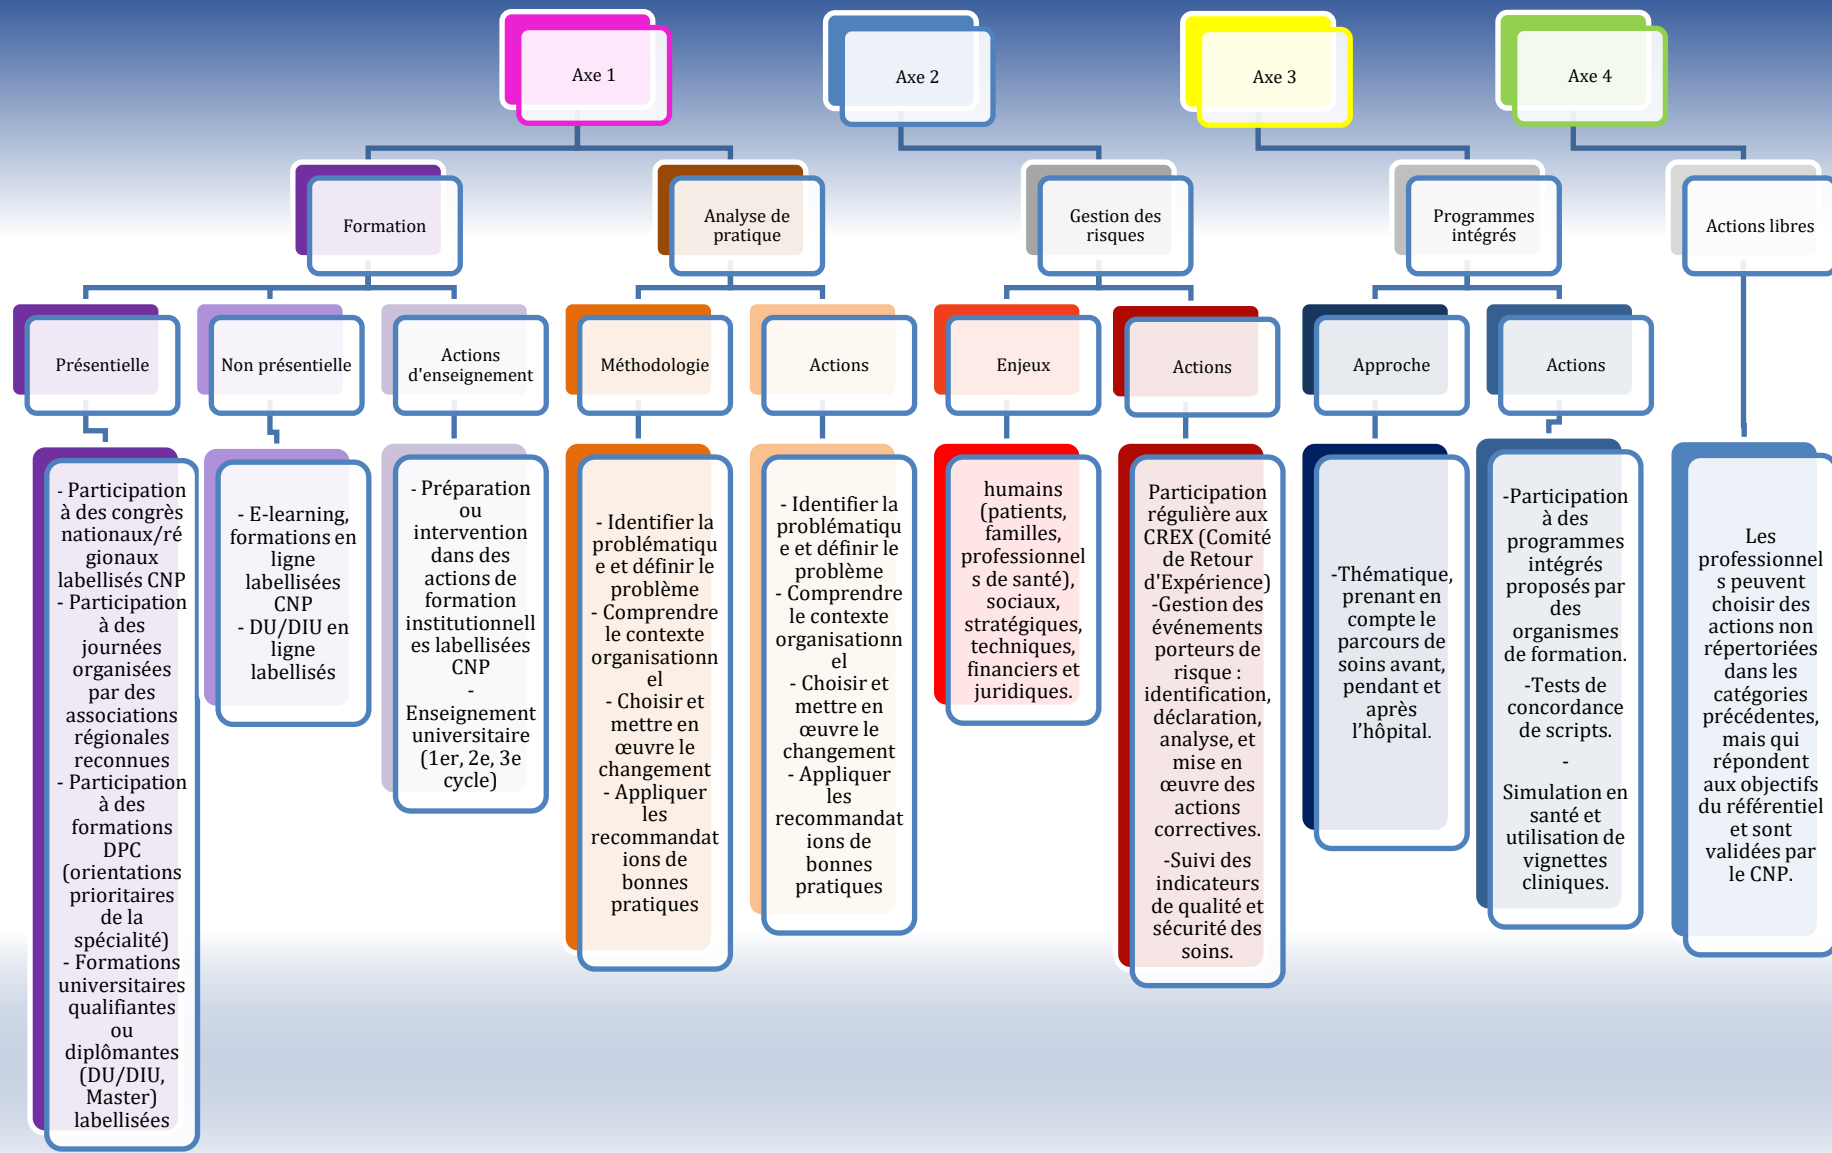 Axe 1
Axe 2
Axe 3
Axe 4
Formation
Analyse de
pratique
Gestion des
risques
Programmes
intégrés
Actions libres
Présentielle
Non présentielle
Actions
d'enseignement
Méthodologie
Actions
Enjeux
Actions
Approche
Actions
- Participation
à des congrès
nationaux/ré
gionaux
labellisés CNP
- Participation
à des
journées
organisées
par des
associations
régionales
reconnues
- Participation
à des
formations
DPC
(orientations
prioritaires
de la
spécialité)
- Formations
universitaires
qualifiantes
ou
diplômantes
(DU/DIU,
Master)
labellisées
- E-learning,
formations en
ligne
labellisées
CNP
- DU/DIU en
ligne
labellisés
- Préparation
ou
intervention
dans des
actions de
formation
institutionnell
es labellisées
CNP
-
Enseignement
universitaire
(1er, 2e, 3e
cycle)
- Identifier la
problématiqu
e et définir le
problème
- Comprendre
le contexte
organisationn
el
- Choisir et
mettre en
œuvre le
changement
- Appliquer
les
recommandat
ions de
bonnes
pratiques
- Identifier la
problématiqu
e et définir le
problème
- Comprendre
le contexte
organisationn
el
- Choisir et
mettre en
œuvre le
changement
- Appliquer
les
recommandat
ions de
bonnes
pratiques
humains
(patients,
familles,
professionnel
s de santé),
sociaux,
stratégiques,
techniques,
financiers et
juridiques.
Participation
régulière aux
CREX (Comité
de Retour
d'Expérience)
-Gestion des
événements
porteurs de
risque :
identification,
déclaration,
analyse, et
mise en
œuvre des
actions
correctives.
-Suivi des
indicateurs
de qualité et
sécurité des
soins.
-Thématique,
prenant en
compte le
parcours de
soins avant,
pendant et
après
l’hôpital.
-Participation
à des
programmes
intégrés
proposés par
des
organismes
de formation.
-Tests de
concordance
de scripts.
-
Simulation en
santé et
utilisation de
vignettes
cliniques.
Les
professionnel
s peuvent
choisir des
actions non
répertoriées
dans les
catégories
précédentes,
mais qui
répondent
aux objectifs
du référentiel
et sont
validées par
le CNP.